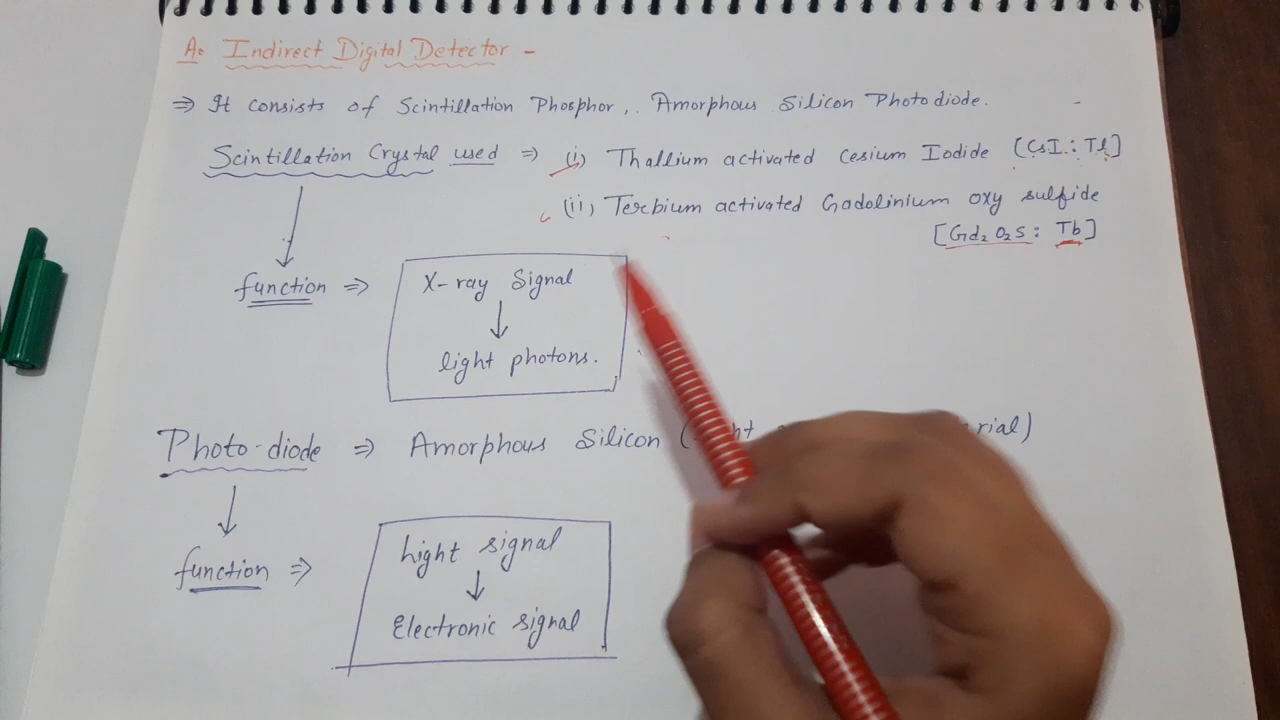 A. Indirect Digital Detector -
⇒ It consists of Scintillation Phosphor, Amorphous Silicon Photodiode.
Scintillation Crystal used ⇒ (i) Thallium activated Cesium Iodide [CsI : Tl]
(ii) Terbium activated Gadolinium oxy sulfide
[Gd₂ O₂ S : Tb]
function ⇒ X-ray Signal
↓
light photons.
Photo-diode ⇒ Amorphous Silicon (
function ⇒ Light signal
↓
Electronic signal